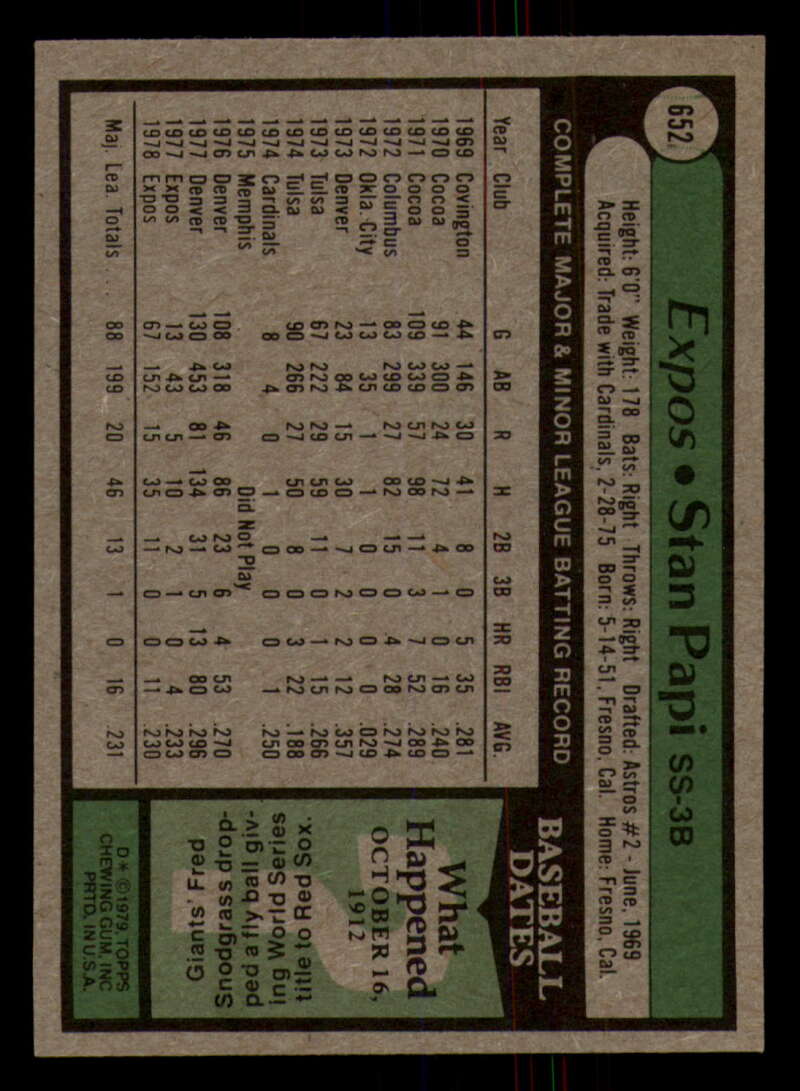 652
Expos • Stan Papi SS-3B
Height: 6'0" Weight: 178 Bats: Right Throws: Right Drafted: Astros #2 - June, 1969
Acquired: Trade with Cardinals, 2-28-75 Born: 5-14-51, Fresno, Cal. Home: Fresno, Cal.
COMPLETE MAJOR & MINOR LEAGUE BATTING RECORD
Year Club G AB R H 2B 3B HR RBI AVG.
1969 Covington 44 146 30 41 8 0 5 35 .281
1970 Cocoa 91 300 24 72 4 1 0 16 .240
1971 Cocoa 109 339 57 98 11 3 7 52 .289
1972 Columbus 83 299 27 82 15 0 4 28 .274
1972 Okla. City 13 35 1 1 0 0 0 0 .029
1973 Denver 23 84 15 30 7 2 2 12 .357
1973 Tulsa 67 222 29 59 11 0 1 15 .266
1974 Tulsa 90 266 27 50 8 0 3 22 .188
1974 Cardinals 8 4 0 1 0 0 0 1 .250
1975 Memphis Did Not Play
1976 Denver 108 318 46 86 23 6 4 53 .270
1977 Denver 130 453 81 134 31 5 13 80 .296
1977 Expos 13 43 5 10 2 1 0 4 .233
1978 Expos 67 152 15 35 11 0 0 11 .230
Maj. Lea. Totals .... 88 199 20 46 13 1 0 16 .231
BASEBALL
DATES
What
Happened
OCTOBER 16,
1912
Giants' Fred
Snodgrass drop-
ped a fly ball giv-
ing World Series
title to Red Sox.
D* © 1979, TOPPS
CHEWING GUM, INC
PRTD. IN U.S.A.